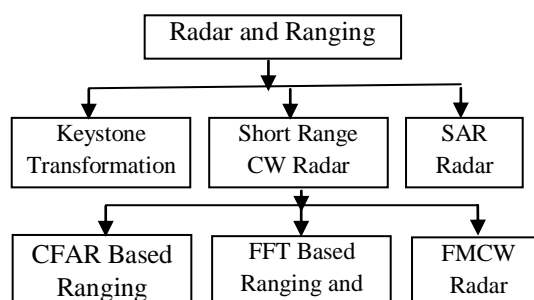 Radar and Ranging
Keystone
Transformation
Short Range
CW Radar
SAR
Radar
CFAR Based
Ranging
FFT Based
Ranging and
FMCW
Radar